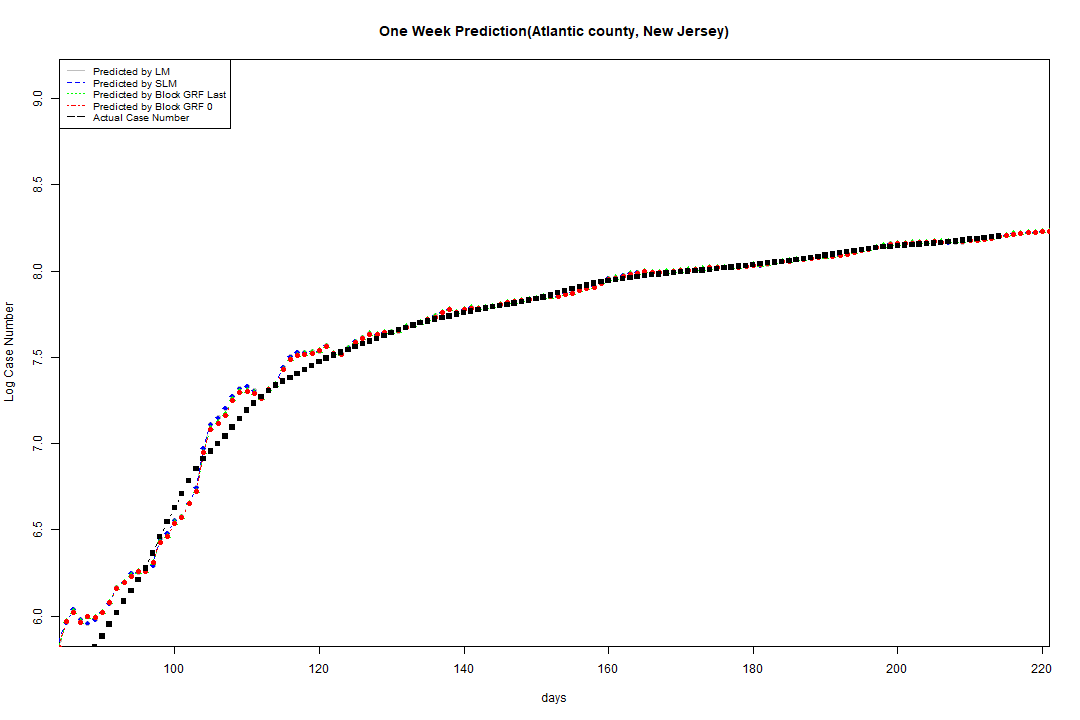 One Week Prediction(Atlantic county, New Jersey)
Predicted by LM
Predicted by SLM
Predicted by Block GRF Last
Predicted by Block GRF 0
Actual Case Number
Log Case Number
9.0
8.5
8.0
7.5
7.0
6.5
6.0
100 120 140 160 180 200 220
days